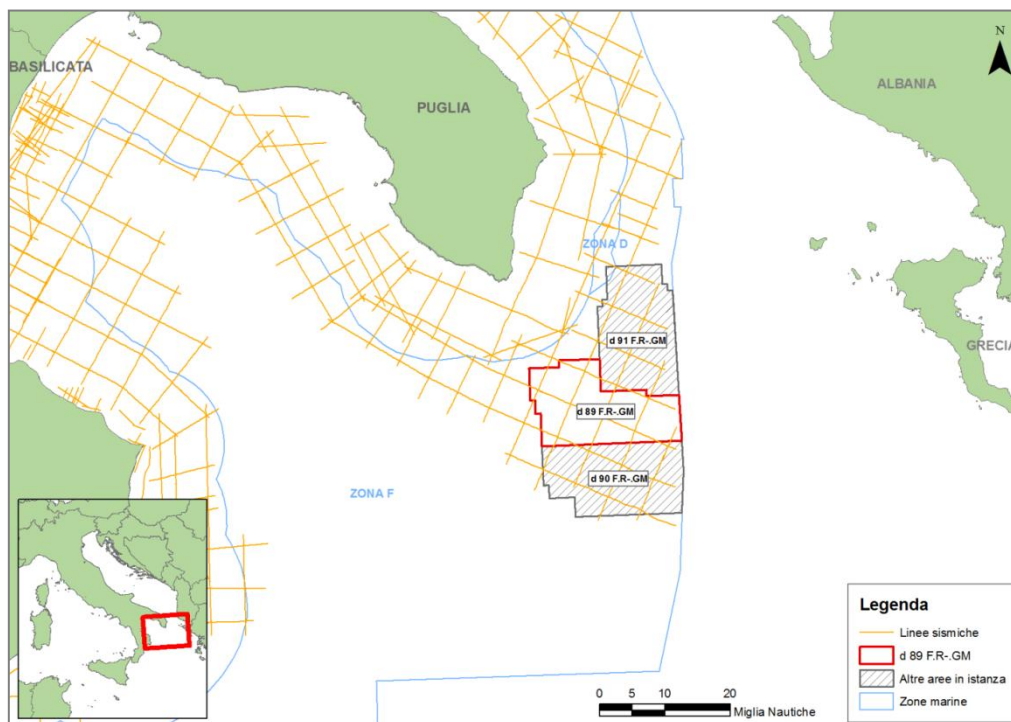 N
BASILICATA
PUGLIA
ALBANIA
ZONA D
d 91 F.R-.GM
GRECIA
d 89 F.R-.GM
d 90 F.R-.GM
ZONA F
Legenda
Linee sismiche
d 89 F.R-.GM
Altre aree in istanza
Zone marine
0 5 10 20
Miglia Nautiche